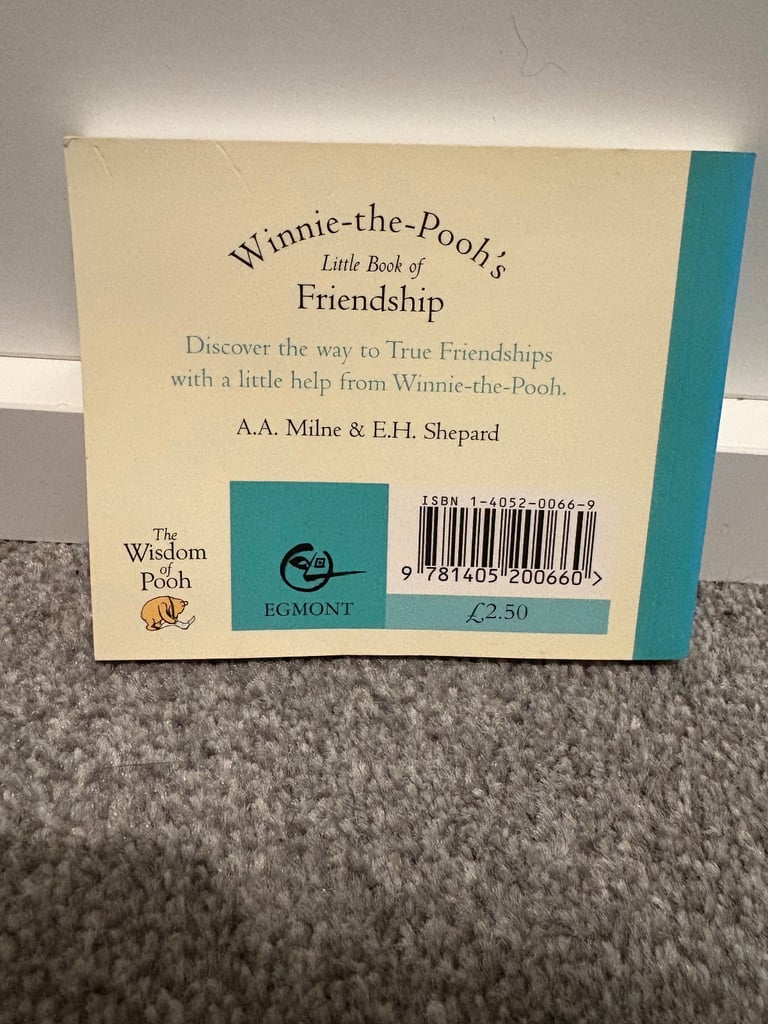 Winnie-the-Pooh's
Little Book of
Friendship
Discover the way to True Friendships
with a little help from Winnie-the-Pooh.
A.A. Milne & E.H. Shepard
The
Wisdom
of
Pooh
EGMONT
ISBN 1-4052-0066-9
9 781405 200660 >
£2.50